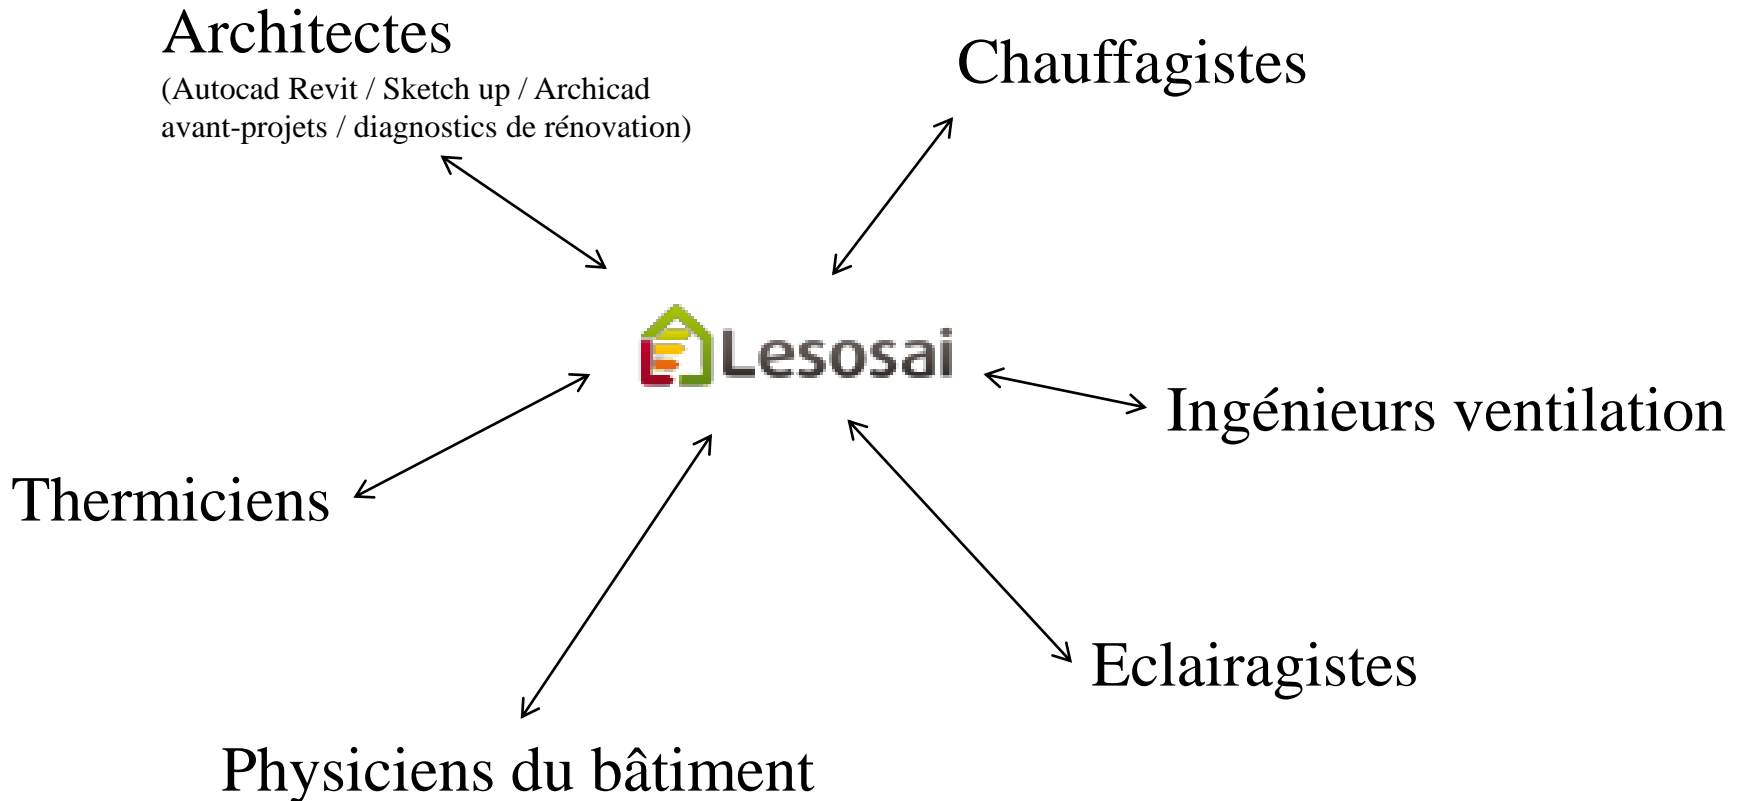 Architectes
(Autocad Revit / Sketch up / Archicad
avant-projets / diagnostics de rénovation)
Chauffagistes
Lesosai
Ingénieurs ventilation
Thermiciens
Eclairagistes
Physiciens du bâtiment